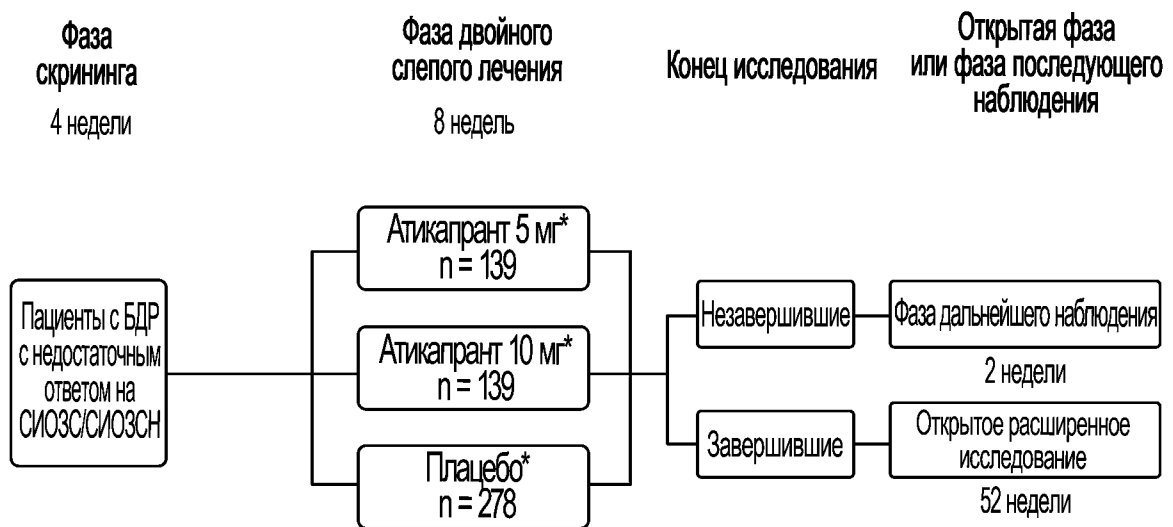 Фаза
скрининга
4 недели
Фаза двойного
слепого лечения
8 недель
Конец исследования
Открытая фаза
или фаза последующего
наблюдения
Пациенты с БДР
с недостаточным
ответом на
СИОЗС/СИОЗСН
Атикапрант 5 мг*
n = 139
Атикапрант 10 мг*
n = 139
Плацебо*
n = 278
Незавершившие
Фаза дальнейшего наблюдения
2 недели
Завершившие
Открытое расширенное
исследование
52 недели